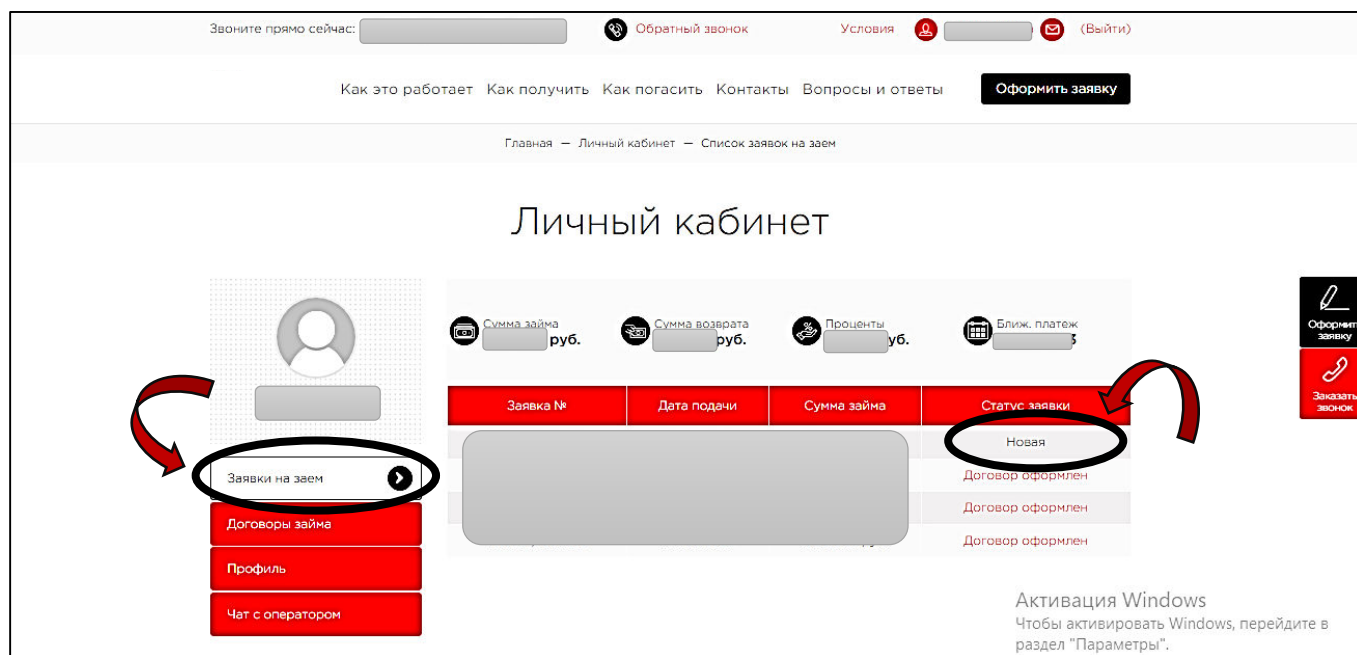 Звоните прямо сейчас:
Обратный звонок
Условия
(Выйти)
Как это работает Как получить Как погасить Контакты Вопросы и ответы
Оформить заявку
Главная — Личный кабинет — Список заявок на заем
Личный кабинет
Сумма займа
руб.
Сумма возврата
руб.
Проценты
уб.
Ближ. платеж
Оформит
заявку
Заказать
звонок
Заявка № Дата подачи Сумма займа Статус заявки
Новая
Договор оформлен
Договор оформлен
Договор оформлен
Заявки на заем
Договоры займа
Профиль
Чат с оператором
Активация Windows
Чтобы активировать Windows, перейдите в
раздел "Параметры".